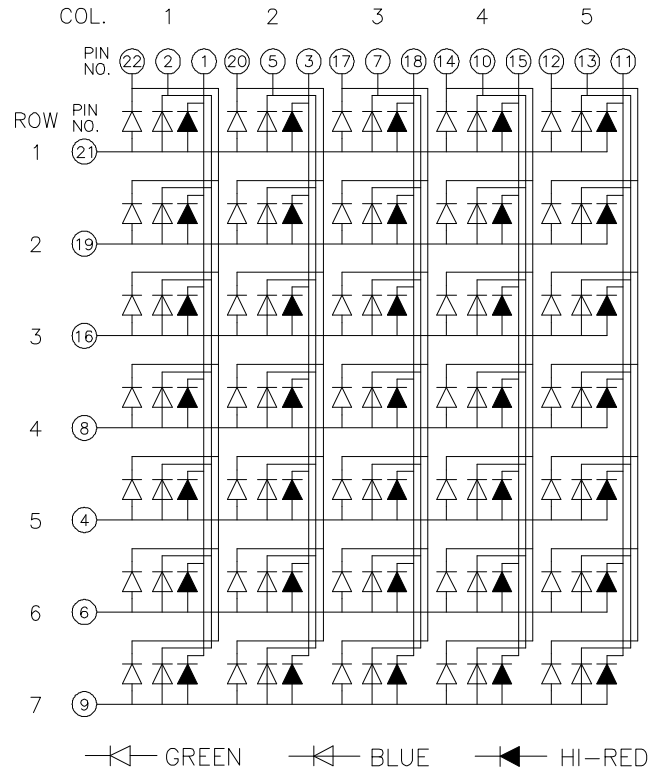 COL. 1 2 3 4 5
PIN NO. 22 2 1 20 5 3 17 7 18 14 10 15 12 13 11
ROW PIN NO.
1 21
2 19
3 16
4 8
5 4
6 6
7 9
GREEN BLUE HI-RED